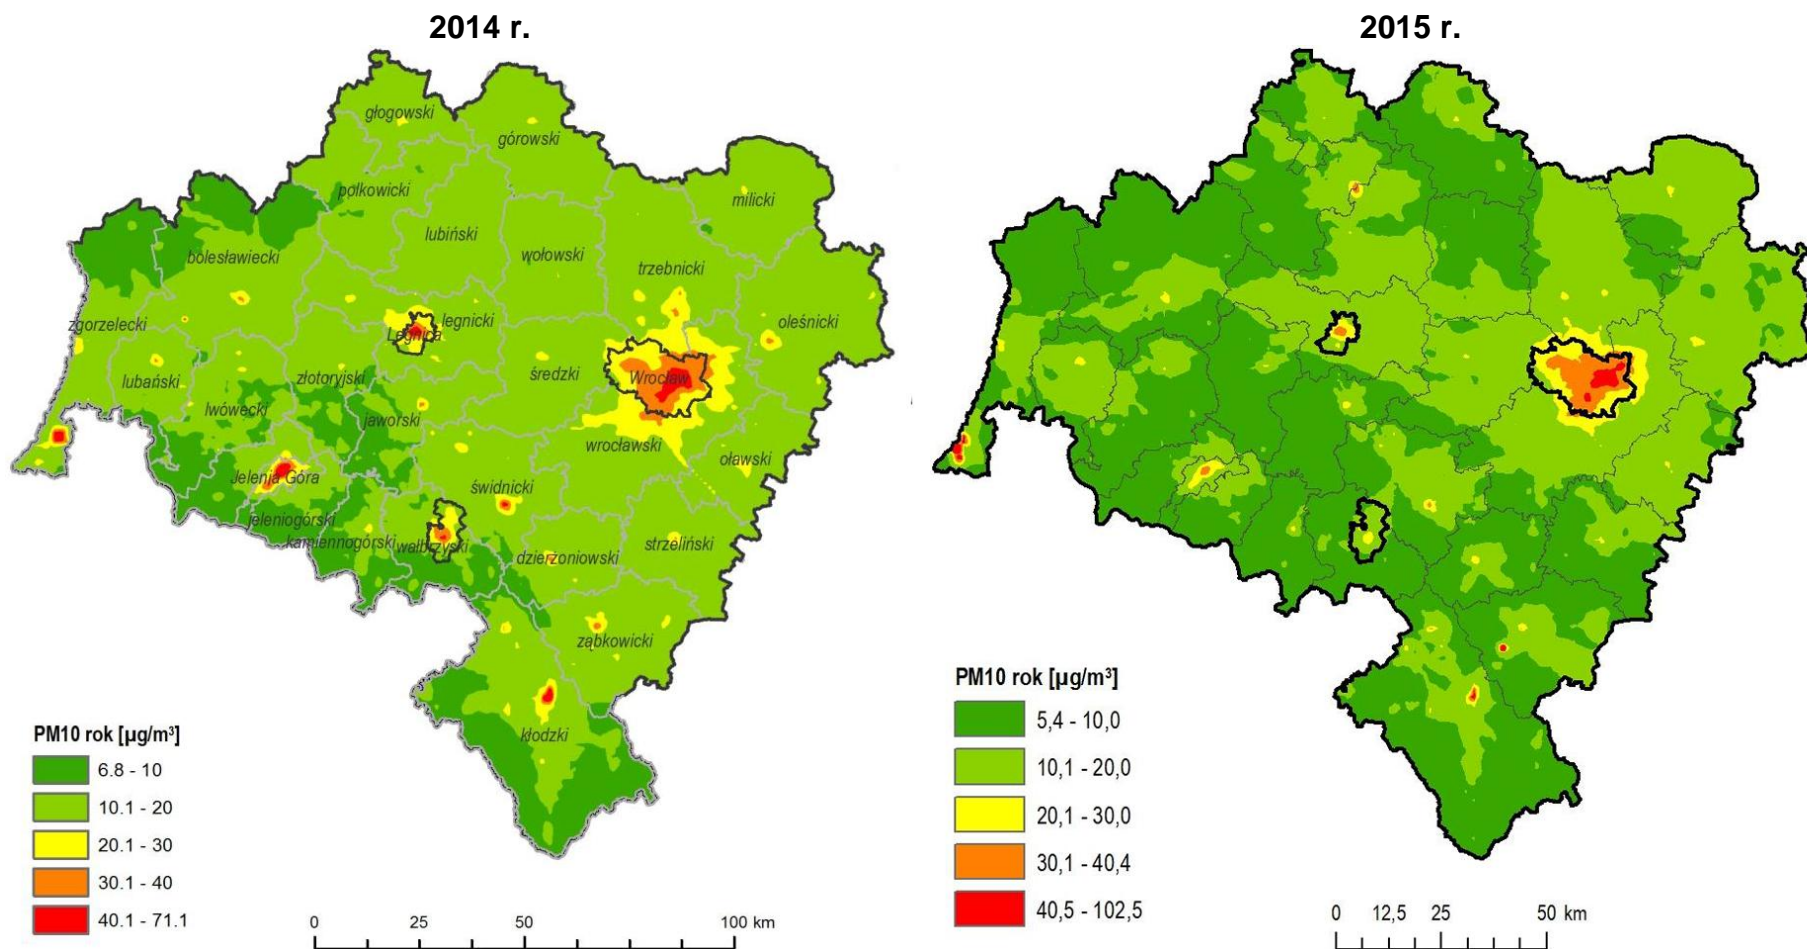 2014 r.
głogowski
górowski
polkowicki
milicki
lubiński
wołowski
bolesławiecki
trzebnicki
zgorzelecki
legnicki
Legnica
oleśnicki
lubański
złotoryjski
średzki
Wrocław
lwówecki
jaworski
wrocławski
oławski
Jelenia Góra
świdnicki
jeleniogórski
kamiennogórski
wałbrzyski
dzierzoniowski
strzeliński
ząbkowicki
kłodzki
PM10 rok [µg/m³]
6.8 - 10
10.1 - 20
20.1 - 30
30.1 - 40
40.1 - 71.1
0 25 50 100 km
2015 r.
PM10 rok [µg/m³]
5,4 - 10,0
10,1 - 20,0
20,1 - 30,0
30,1 - 40,4
40,5 - 102,5
0 12,5 25 50 km